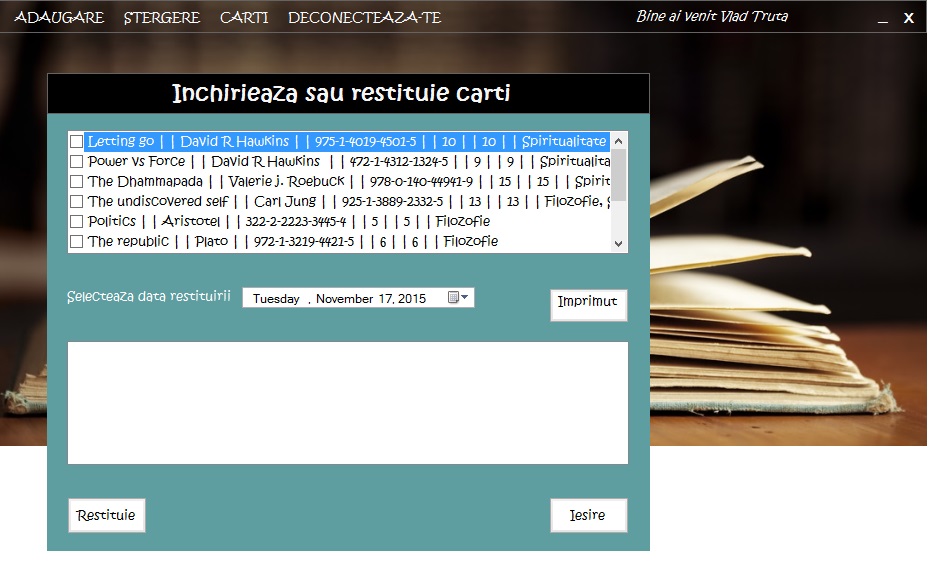 ADAUGARE STERGERE CARTI DECONECTEAZA-TE Bine ai venit Vlad Truta _ X
Inchirieaza sau restituie carti
Letting go | | David R Hawkins | | 975-1-4019-4501-5 | | 10 | | 10 | | Spiritualitate
Power vs Force | | David R Hawkins | | 472-1-4312-1324-5 | | 9 | | 9 | | Spiritualita
The Dhammapada | | Valerie j. Roebuck | | 978-0-140-44941-9 | | 15 | | 15 | | Spirit
The undiscovered self | | Carl Jung | | 925-1-3889-2332-5 | | 13 | | 13 | | Filozofie, S
Politics | | Aristotel | | 322-2-2223-3445-4 | | 5 | | 5 | | Filozofie
The republic | | Plato | | 972-1-3219-4421-5 | | 6 | | 6 | | Filozofie
Selecteaza data restituirii Tuesday , November 17, 2015 Imprimut
Restituie Iesire